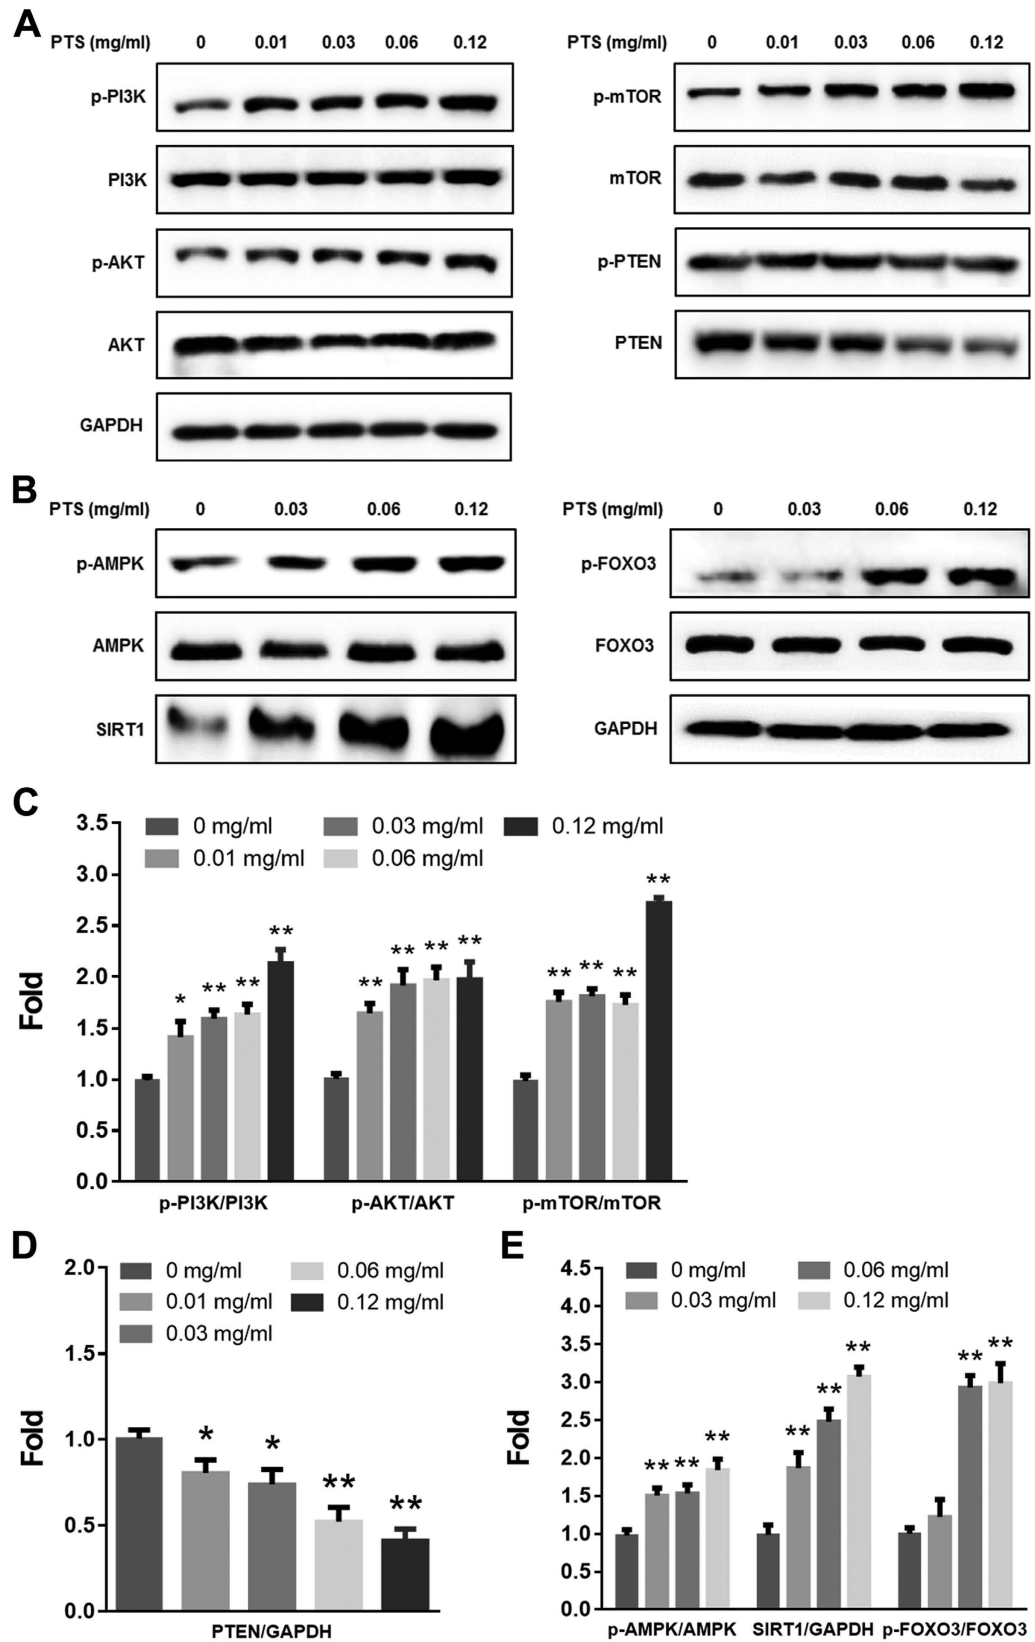 A
PTS (mg/ml) 0 0.01 0.03 0.06 0.12
p-PI3K
PI3K
p-AKT
AKT
GAPDH
PTS (mg/ml) 0 0.01 0.03 0.06 0.12
p-mTOR
mTOR
p-PTEN
PTEN
B
PTS (mg/ml) 0 0.03 0.06 0.12
p-AMPK
AMPK
SIRT1
PTS (mg/ml) 0 0.03 0.06 0.12
p-FOXO3
FOXO3
GAPDH
C
0 mg/ml 0.03 mg/ml 0.12 mg/ml
0.01 mg/ml 0.06 mg/ml
Fold
3.5
3.0
2.5
2.0
1.5
1.0
0.5
0.0
* ** ** **
** ** ** **
** ** ** **
p-PI3K/PI3K p-AKT/AKT p-mTOR/mTOR
D
0 mg/ml 0.06 mg/ml
0.01 mg/ml 0.12 mg/ml
0.03 mg/ml
Fold
2.0
1.5
1.0
0.5
0.0
* * ** **
PTEN/GAPDH
E
0 mg/ml 0.06 mg/ml
0.03 mg/ml 0.12 mg/ml
Fold
4.5
4.0
3.5
3.0
2.5
2.0
1.5
1.0
0.5
0.0
** ** **
** ** **
** **
p-AMPK/AMPK SIRT1/GAPDH p-FOXO3/FOXO3